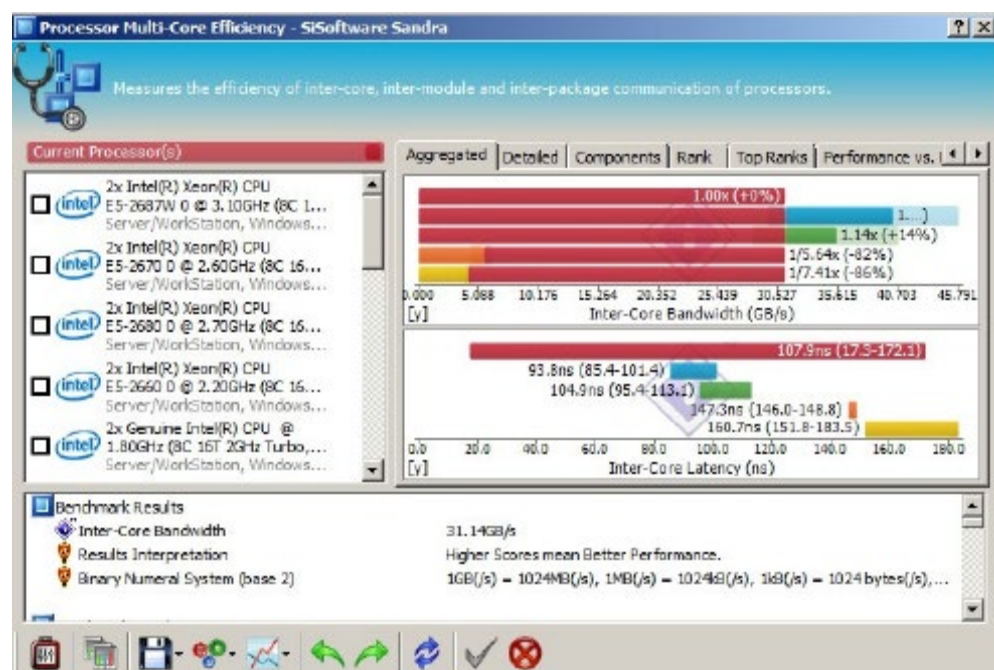 Processor Multi-Core Efficiency - SiSoftware Sandra
Measures the efficiency of inter-core, inter-module and inter-package communication of processors.
Current Processor(s)
2x Intel(R) Xeon(R) CPU
E5-2687W 0 @ 3.10GHz (8C 1...
Server/WorkStation, Windows...
2x Intel(R) Xeon(R) CPU
E5-2670 0 @ 2.60GHz (8C 16...
Server/WorkStation, Windows...
2x Intel(R) Xeon(R) CPU
E5-2680 0 @ 2.70GHz (8C 16...
Server/WorkStation, Windows...
2x Intel(R) Xeon(R) CPU
E5-2660 0 @ 2.20GHz (8C 16...
Server/WorkStation, Windows...
2x Genuine Intel(R) CPU @
1.80GHz (8C 16T 2GHz Turbo,...
Server/WorkStation, Windows...
intel
intel
intel
intel
intel
Aggregated Detailed Components Rank Top Ranks Performance vs.
1.00x (+0%)
1....)
1.14x (+14%)
1/5.64x (-82%)
1/7.41x (-86%)
0.000 5.088 10.176 15.264 20.352 25.439 30.527 35.615 40.703 45.791
[v] Inter-Core Bandwidth (GB/s)
107.9ns (17.3-172.1)
93.8ns (85.4-101.4)
104.9ns (95.4-113.1)
147.3ns (146.0-148.8)
160.7ns (151.8-183.5)
0.0 20.0 40.0 60.0 80.0 100.0 120.0 140.0 160.0 180.0
[v] Inter-Core Latency (ns)
Benchmark Results
Inter-Core Bandwidth 31.14GB/s
Results Interpretation Higher Scores mean Better Performance.
Binary Numeral System (base 2) 1GB(/s) = 1024MB(/s), 1MB(/s) = 1024kB(/s), 1kB(/s) = 1024 bytes(/s),...